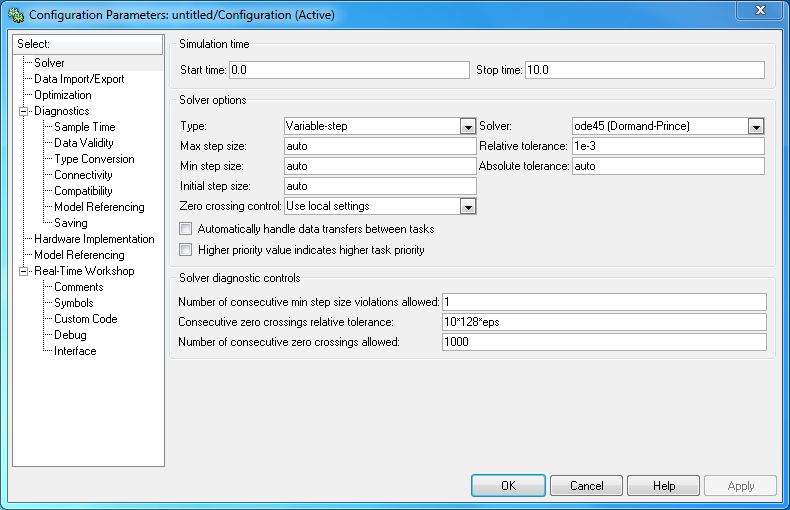 Configuration Parameters: untitled/Configuration (Active)
Select:
Solver
Data Import/Export
Optimization
Diagnostics
Sample Time
Data Validity
Type Conversion
Connectivity
Compatibility
Model Referencing
Saving
Hardware Implementation
Model Referencing
Real-Time Workshop
Comments
Symbols
Custom Code
Debug
Interface
Simulation time
Start time: 0.0 Stop time: 10.0
Solver options
Type: Variable-step Solver: ode45 (Dormand-Prince)
Max step size: auto Relative tolerance: 1e-3
Min step size: auto Absolute tolerance: auto
Initial step size: auto
Zero crossing control: Use local settings
Automatically handle data transfers between tasks
Higher priority value indicates higher task priority
Solver diagnostic controls
Number of consecutive min step size violations allowed: 1
Consecutive zero crossings relative tolerance: 10*128*eps
Number of consecutive zero crossings allowed: 1000
OK Cancel Help Apply